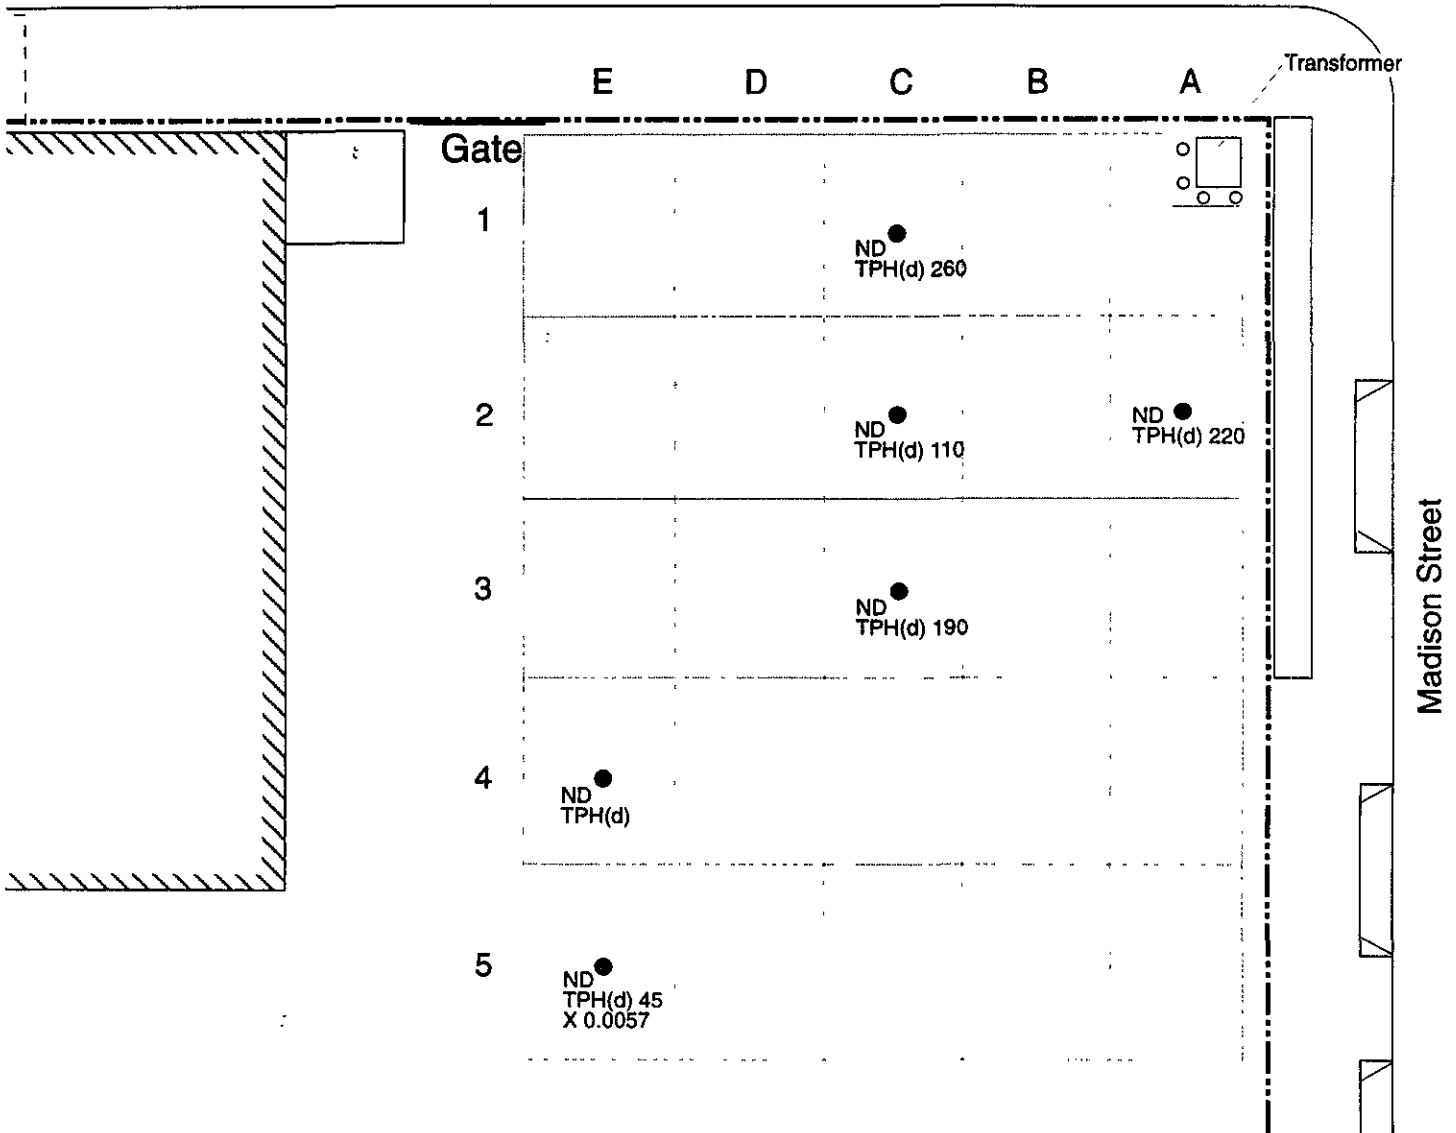 Transformer
E D C B A
Gate
1
ND
TPH(d) 260
2
ND
TPH(d) 110
ND
TPH(d) 220
3
ND
TPH(d) 190
4
ND
TPH(d)
5
ND
TPH(d) 45
X 0.0057
Madison Street